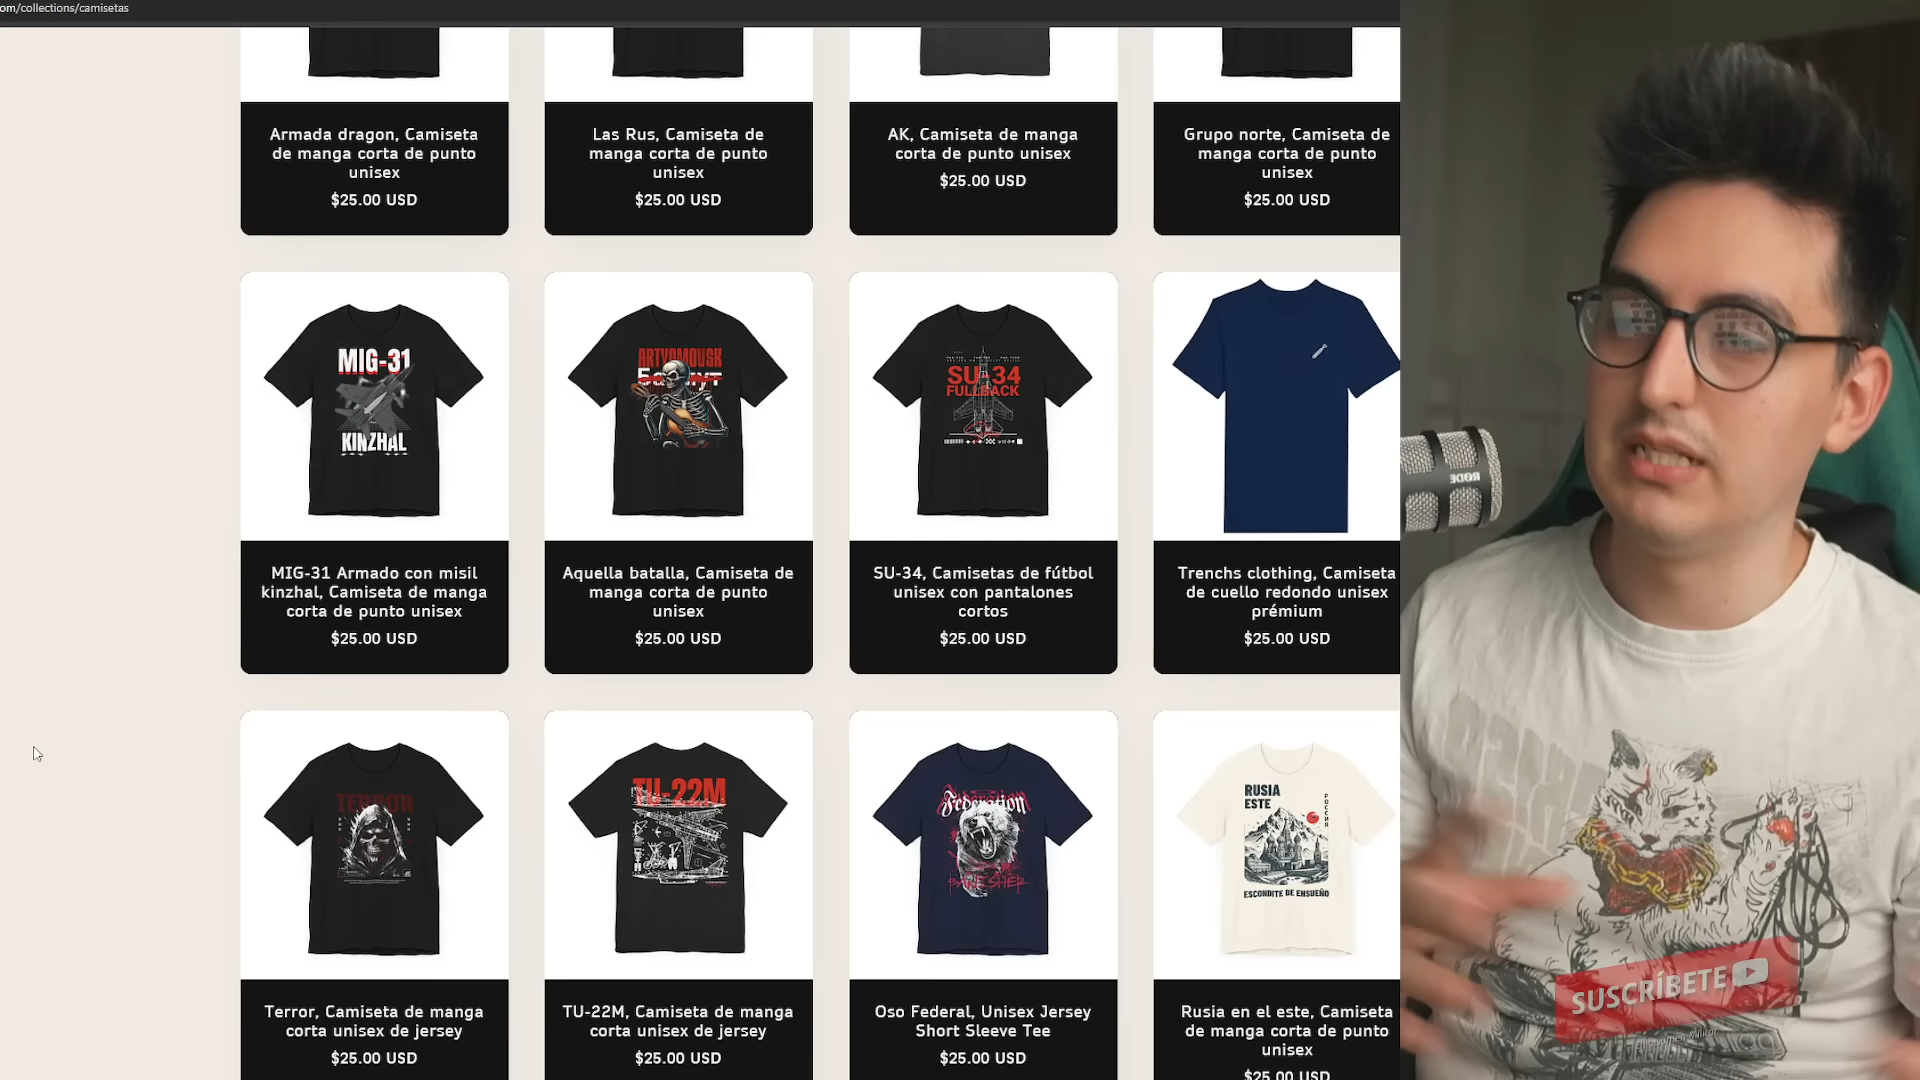 om/collections/camisetas
Armada dragon, Camiseta
de manga corta de punto
unisex
$25.00 USD
Las Rus, Camiseta de
manga corta de punto
unisex
$25.00 USD
AK, Camiseta de manga
corta de punto unisex
$25.00 USD
Grupo norte, Camiseta de
manga corta de punto
unisex
$25.00 USD
MIG-31
KINZHAL
ARTYOMOVSK
SU-34
FULLBACK
MIG-31 Armado con misil
kinzhal, Camiseta de manga
corta de punto unisex
$25.00 USD
Aquella batalla, Camiseta de
manga corta de punto
unisex
$25.00 USD
SU-34, Camisetas de fútbol
unisex con pantalones
cortos
$25.00 USD
Trenchs clothing, Camiseta
de cuello redondo unisex
prémium
$25.00 USD
RODE
TERROR
TU-22M
Federation
RUSIA
ESTE
РОССИЯ
ESCONDITE DE ENSUEÑO
Terror, Camiseta de manga
corta unisex de jersey
$25.00 USD
TU-22M, Camiseta de manga
corta unisex de jersey
$25.00 USD
Oso Federal, Unisex Jersey
Short Sleeve Tee
$25.00 USD
Rusia en el este, Camiseta
de manga corta de punto
unisex
$25.00 USD
SUSCRÍBETE